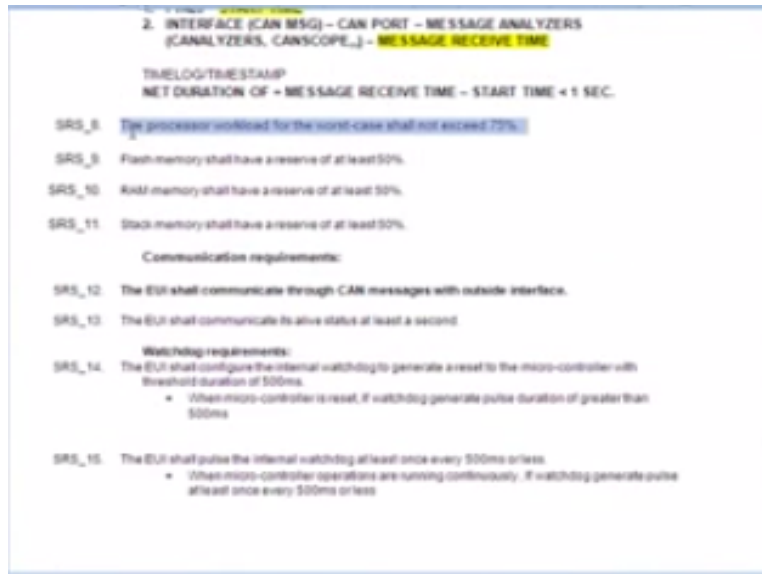 2. INTERFACE (CAN MSG) – CAN PORT – MESSAGE ANALYZERS
(CANALYZERS, CANSCOPE,,) – MESSAGE RECEIVE TIME
TIMELOG/TIMESTAMP
NET DURATION OF = MESSAGE RECEIVE TIME – START TIME < 1 SEC.
SRS_8. The processor workload for the worst-case shall not exceed 75%.
SRS_9. Flash memory shall have a reserve of at least 50%.
SRS_10. RAM memory shall have a reserve of at least 50%.
SRS_11. Stack memory shall have a reserve of at least 50%.
Communication requirements:
SRS_12. The EUI shall communicate through CAN messages with outside interface.
SRS_13. The EUI shall communicate its alive status at least a second
Watchdog requirements:
SRS_14. The EUI shall configure the internal watchdog to generate a reset to the micro-controller with
threshold duration of 500ms.
• When micro-controller is reset, if watchdog generate pulse duration of greater than
500ms
SRS_15. The EUI shall pulse the internal watchdog at least once every 500ms or less.
• When micro-controller operations are running continuously, If watchdog generate pulse
at least once every 500ms or less